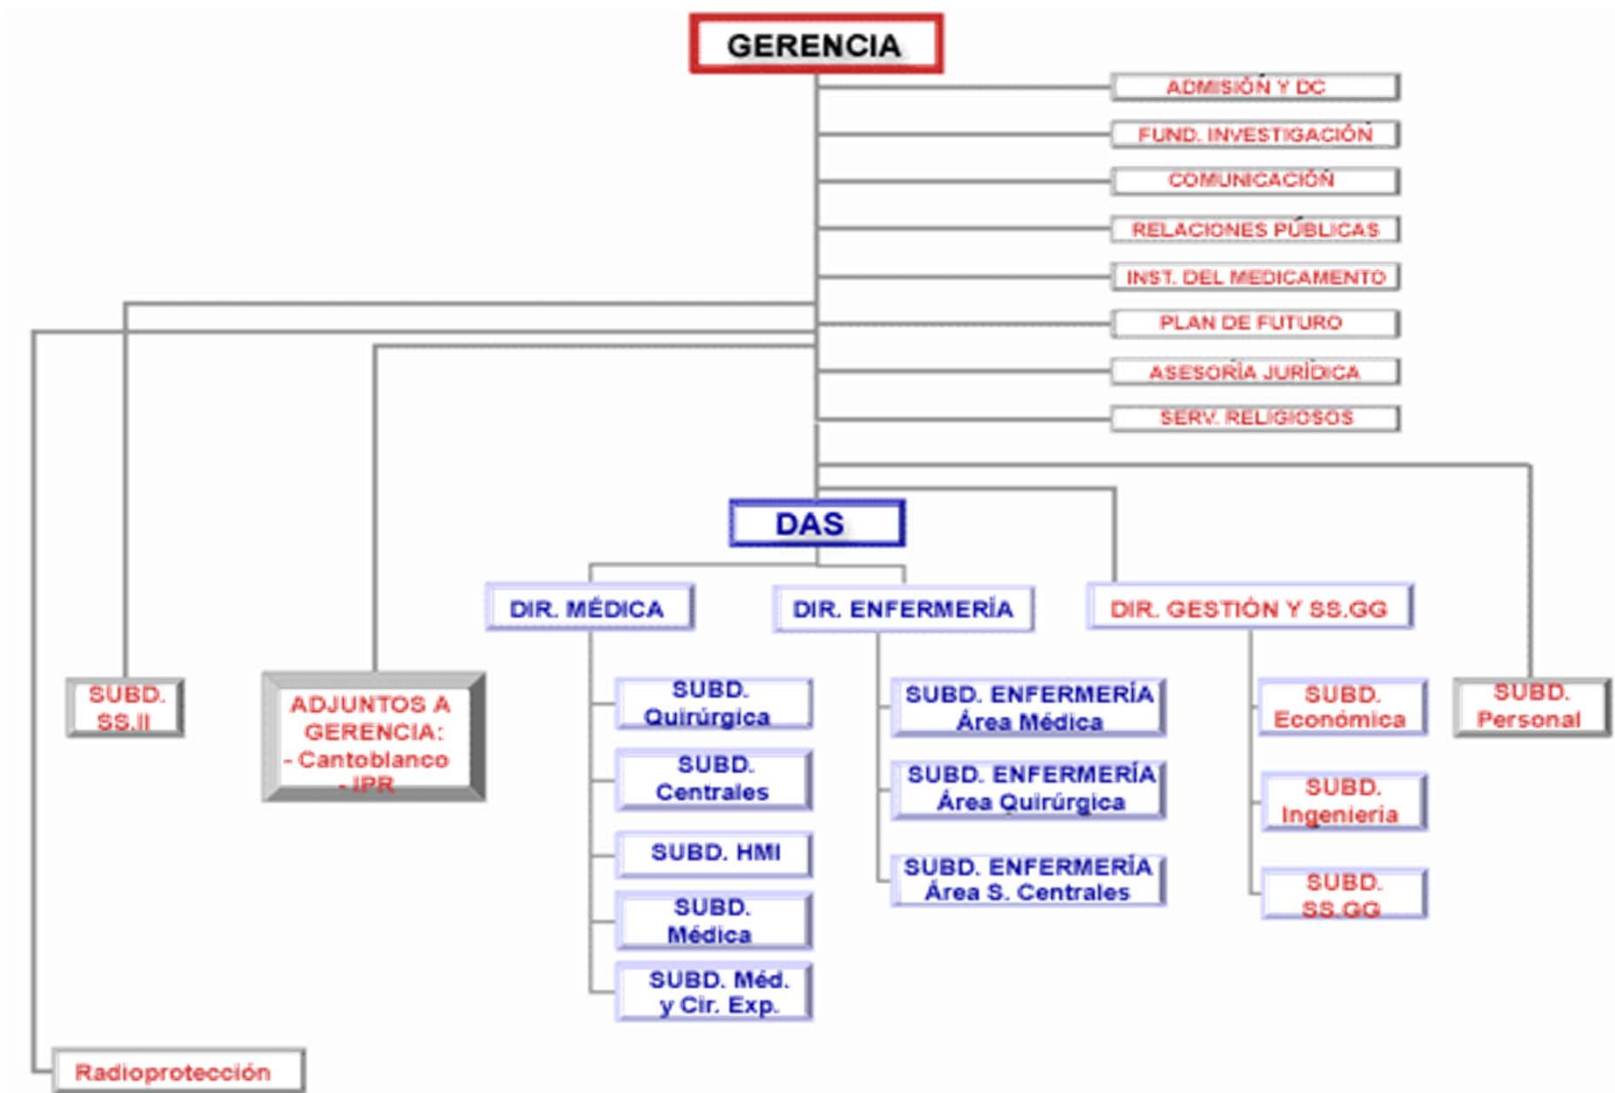 GERENCIA
ADMISIÓN Y DC
FUND. INVESTIGACIÓN
COMUNICACIÓN
RELACIONES PÚBLICAS
INST. DEL MEDICAMENTO
PLAN DE FUTURO
ASESORÍA JURÍDICA
SERV. RELIGIOSOS
DAS
DIR. MÉDICA
DIR. ENFERMERÍA
DIR. GESTIÓN Y SS.GG
SUBD.
SS.II
ADJUNTOS A
GERENCIA:
- Cantoblanco
- IPR
SUBD.
Quirúrgica
SUBD.
Centrales
SUBD. HMI
SUBD.
Médica
SUBD. Méd.
y Cir. Exp.
SUBD. ENFERMERÍA
Área Médica
SUBD. ENFERMERÍA
Área Quirúrgica
SUBD. ENFERMERÍA
Área S. Centrales
SUBD.
Económica
SUBD.
Ingeniería
SUBD.
SS.GG
SUBD.
Personal
Radioprotección